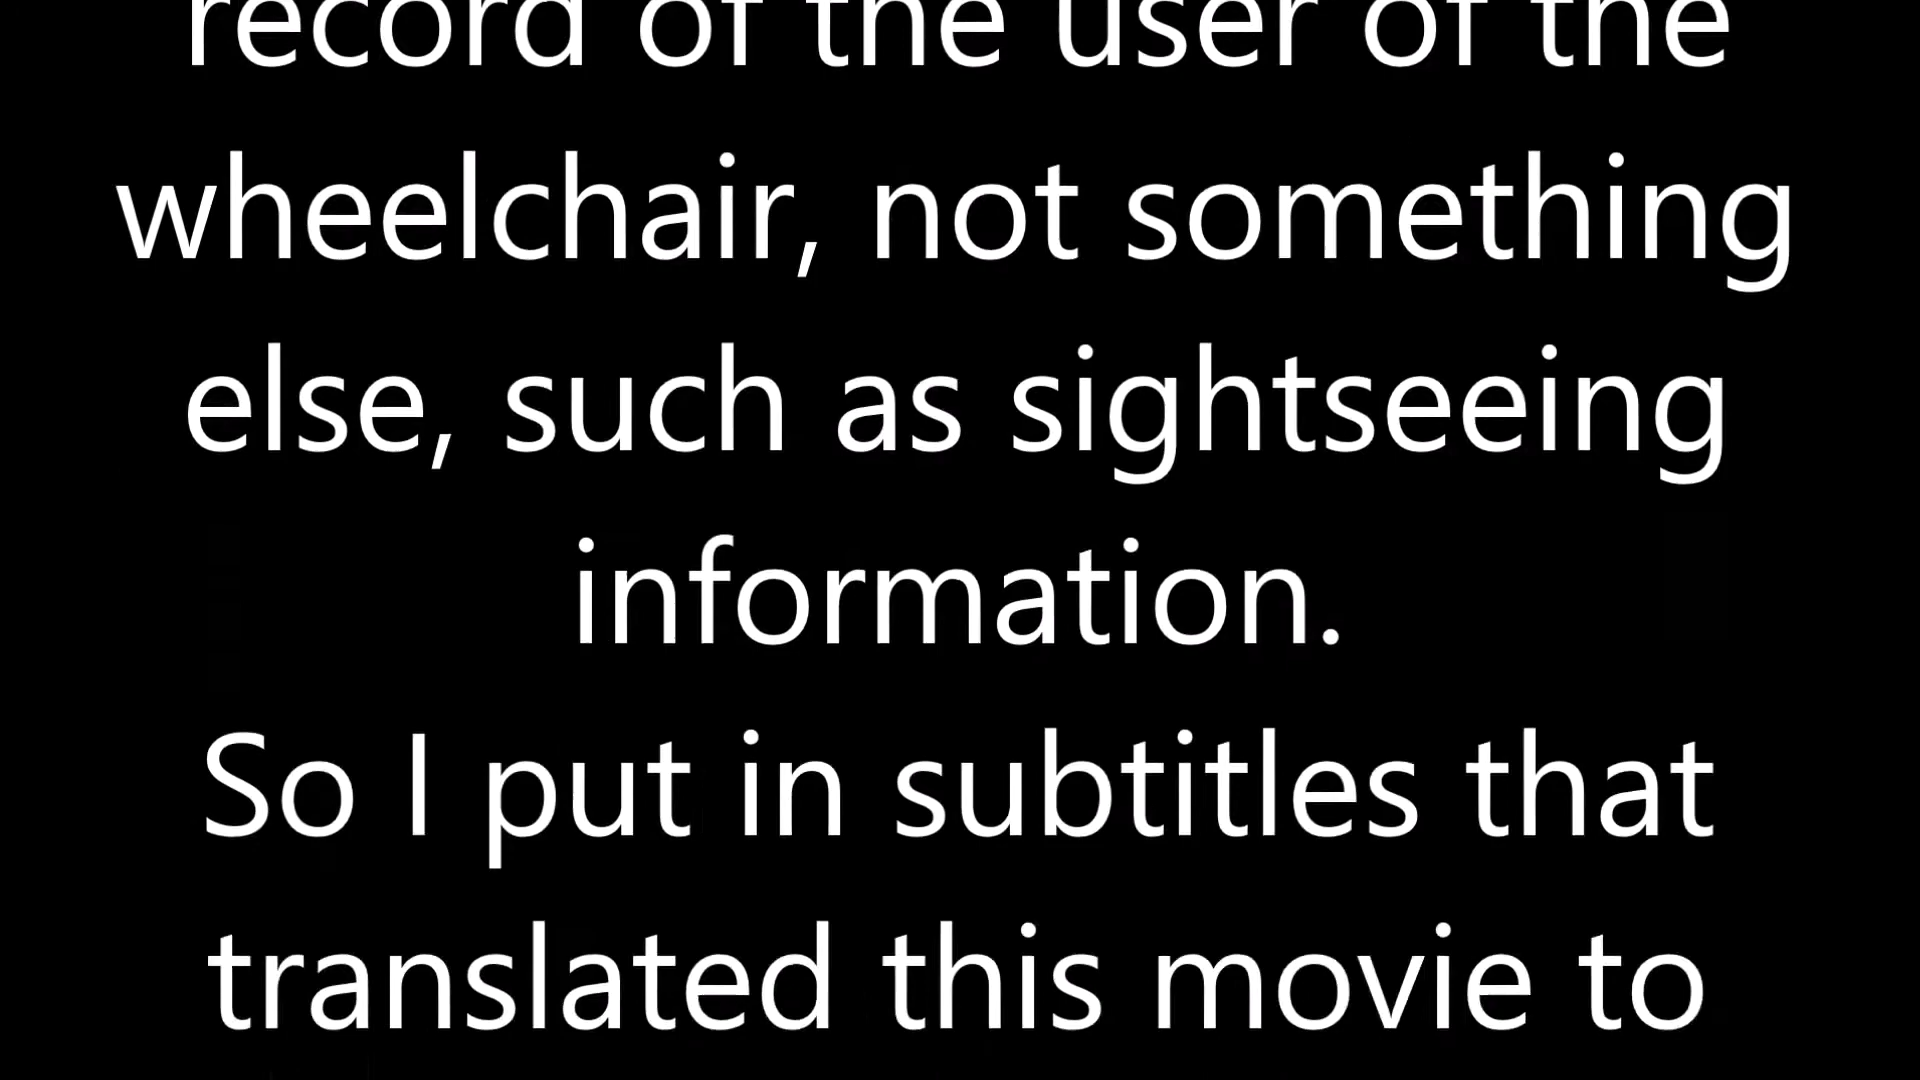 record of the user of the
wheelchair, not something
else, such as sightseeing
information.
So I put in subtitles that
translated this movie to